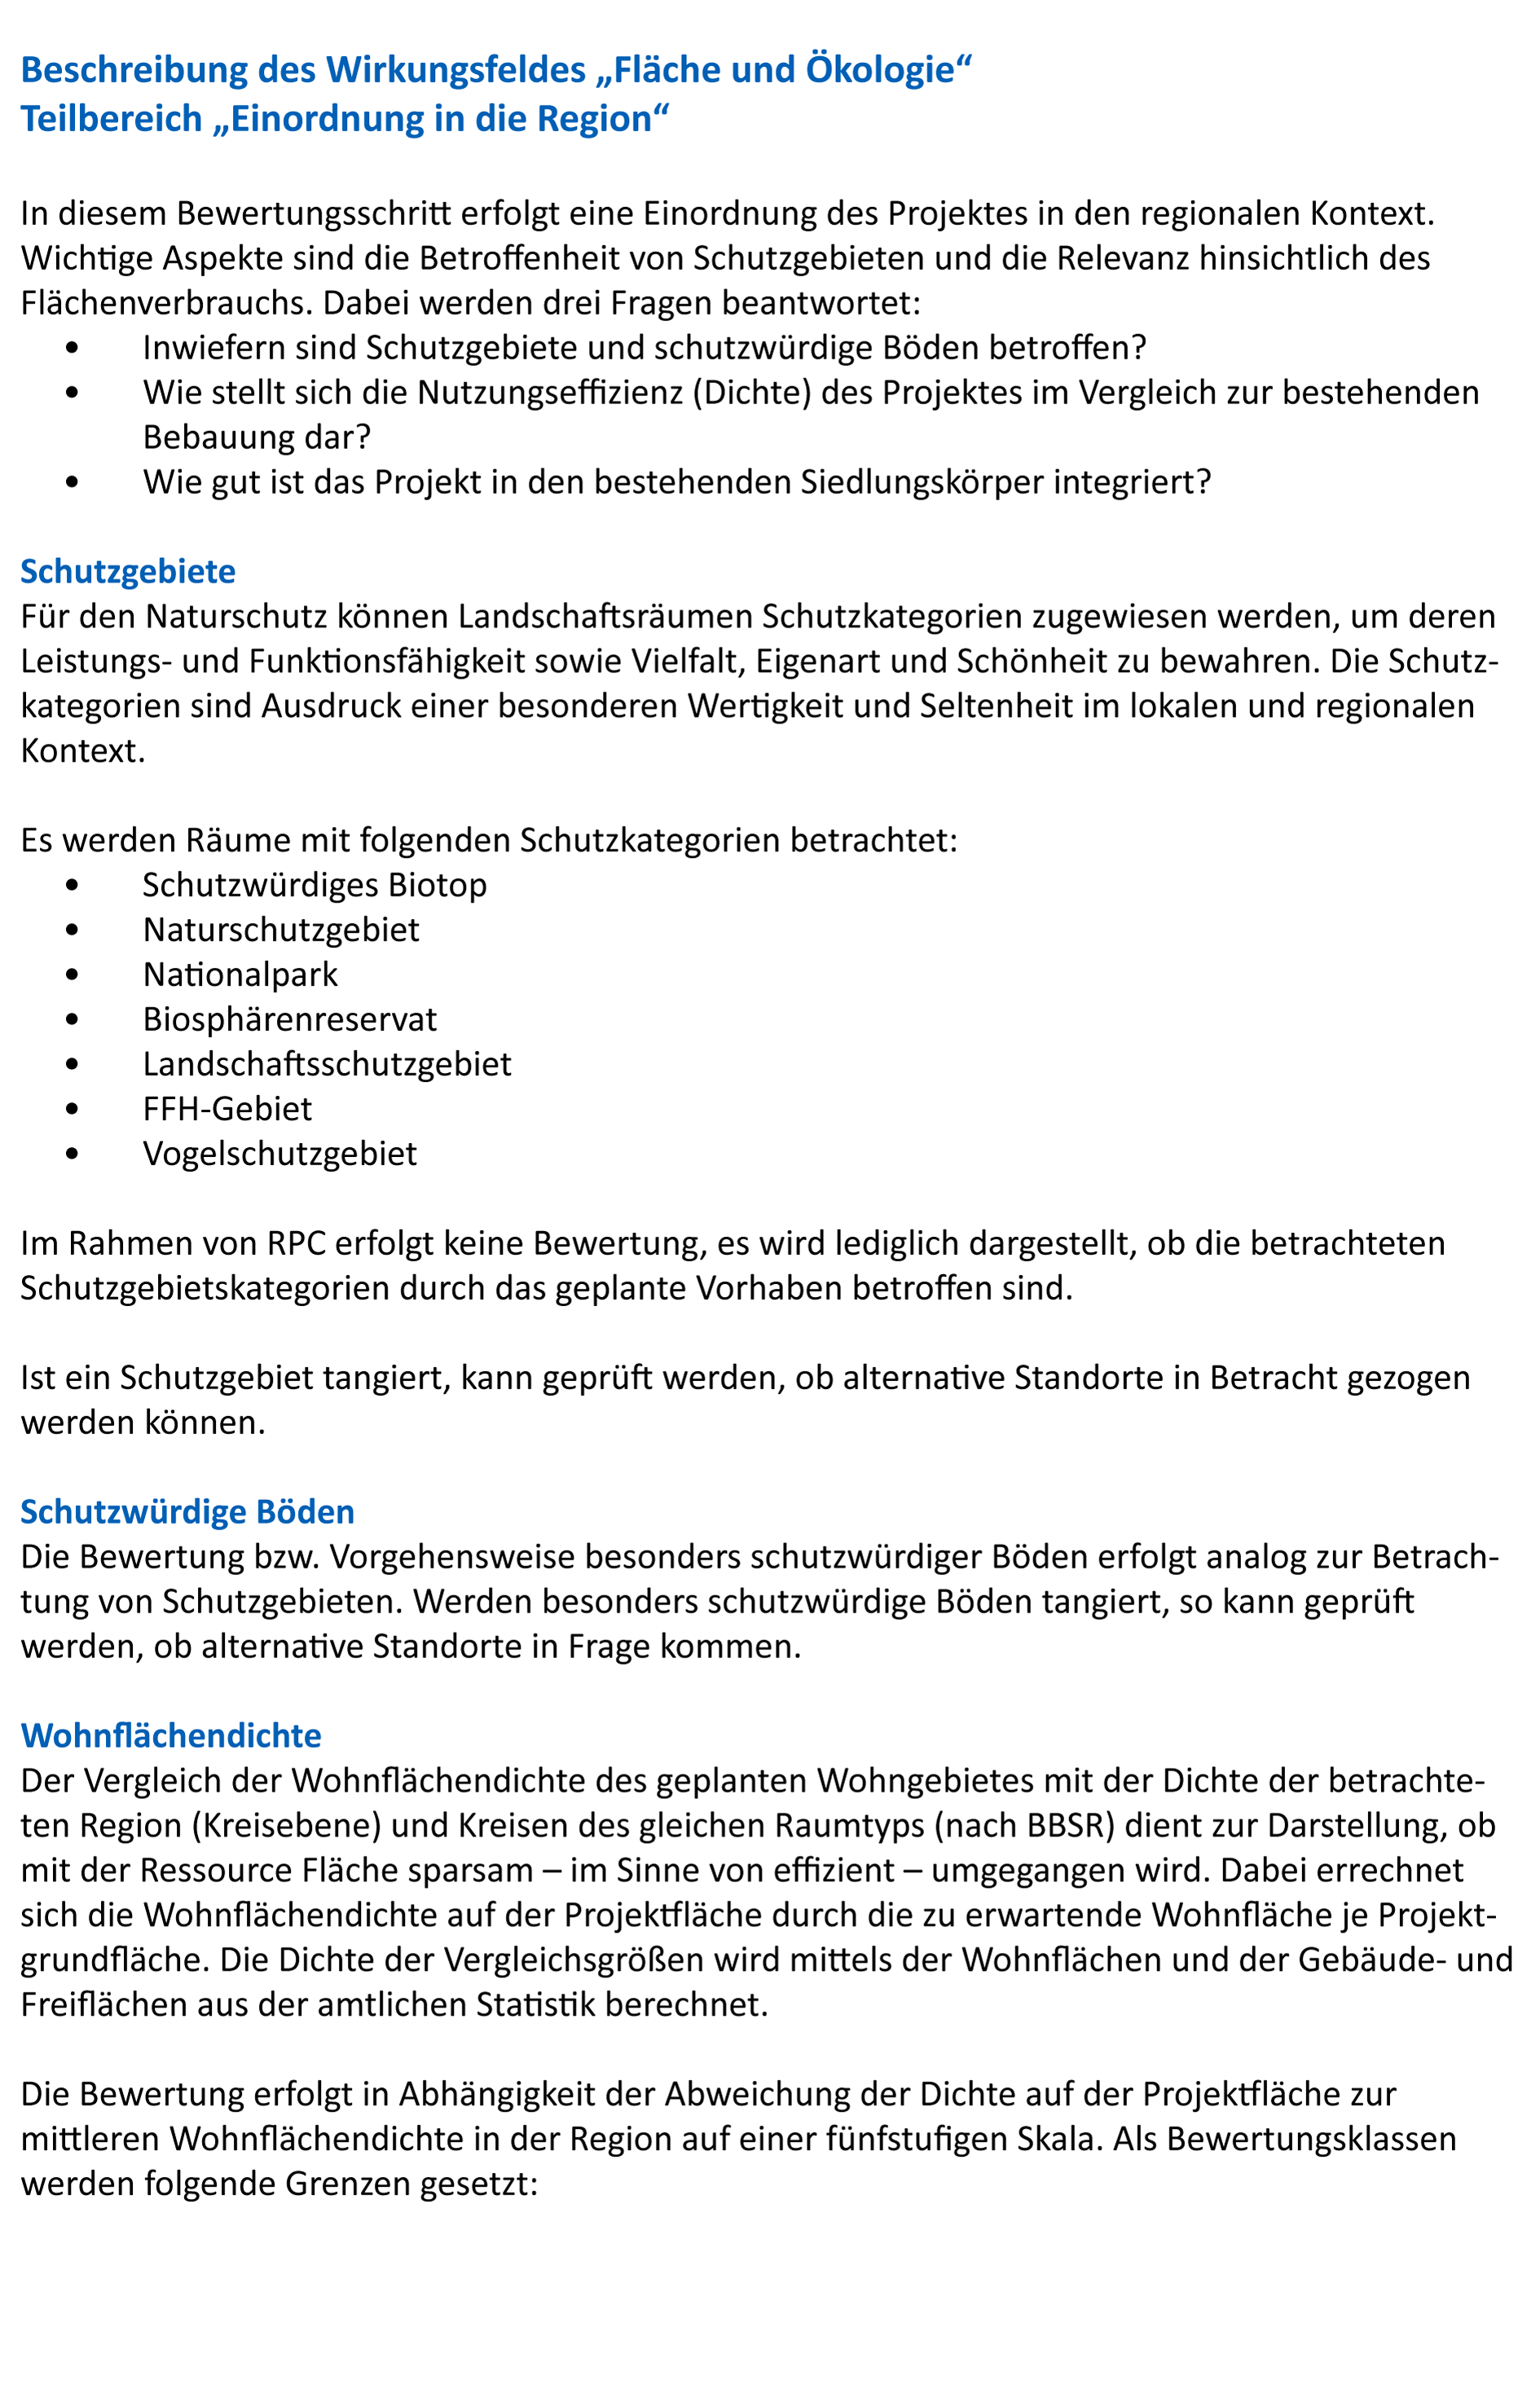 Beschreibung des Wirkungsfeldes „Fläche und Ökologie“
Teilbereich „Einordnung in die Region“
In diesem Bewertungsschritt erfolgt eine Einordnung des Projektes in den regionalen Kontext.
Wichtige Aspekte sind die Betroffenheit von Schutzgebieten und die Relevanz hinsichtlich des
Flächenverbrauchs. Dabei werden drei Fragen beantwortet:
• Inwiefern sind Schutzgebiete und schutzwürdige Böden betroffen?
• Wie stellt sich die Nutzungseffizienz (Dichte) des Projektes im Vergleich zur bestehenden
Bebauung dar?
• Wie gut ist das Projekt in den bestehenden Siedlungskörper integriert?
Schutzgebiete
Für den Naturschutz können Landschaftsräumen Schutzkategorien zugewiesen werden, um deren
Leistungs- und Funktionsfähigkeit sowie Vielfalt, Eigenart und Schönheit zu bewahren. Die Schutz-
kategorien sind Ausdruck einer besonderen Wertigkeit und Seltenheit im lokalen und regionalen
Kontext.
Es werden Räume mit folgenden Schutzkategorien betrachtet:
• Schutzwürdiges Biotop
• Naturschutzgebiet
• Nationalpark
• Biosphärenreservat
• Landschaftsschutzgebiet
• FFH-Gebiet
• Vogelschutzgebiet
Im Rahmen von RPC erfolgt keine Bewertung, es wird lediglich dargestellt, ob die betrachteten
Schutzgebietskategorien durch das geplante Vorhaben betroffen sind.
Ist ein Schutzgebiet tangiert, kann geprüft werden, ob alternative Standorte in Betracht gezogen
werden können.
Schutzwürdige Böden
Die Bewertung bzw. Vorgehensweise besonders schutzwürdiger Böden erfolgt analog zur Betrach-
tung von Schutzgebieten. Werden besonders schutzwürdige Böden tangiert, so kann geprüft
werden, ob alternative Standorte in Frage kommen.
Wohnflächendichte
Der Vergleich der Wohnflächendichte des geplanten Wohngebietes mit der Dichte der betrachte-
ten Region (Kreisebene) und Kreisen des gleichen Raumtyps (nach BBSR) dient zur Darstellung, ob
mit der Ressource Fläche sparsam – im Sinne von effizient – umgegangen wird. Dabei errechnet
sich die Wohnflächendichte auf der Projektfläche durch die zu erwartende Wohnfläche je Projekt-
grundfläche. Die Dichte der Vergleichsgrößen wird mittels der Wohnflächen und der Gebäude- und
Freiflächen aus der amtlichen Statistik berechnet.
Die Bewertung erfolgt in Abhängigkeit der Abweichung der Dichte auf der Projektfläche zur
mittleren Wohnflächendichte in der Region auf einer fünfstufigen Skala. Als Bewertungsklassen
werden folgende Grenzen gesetzt: